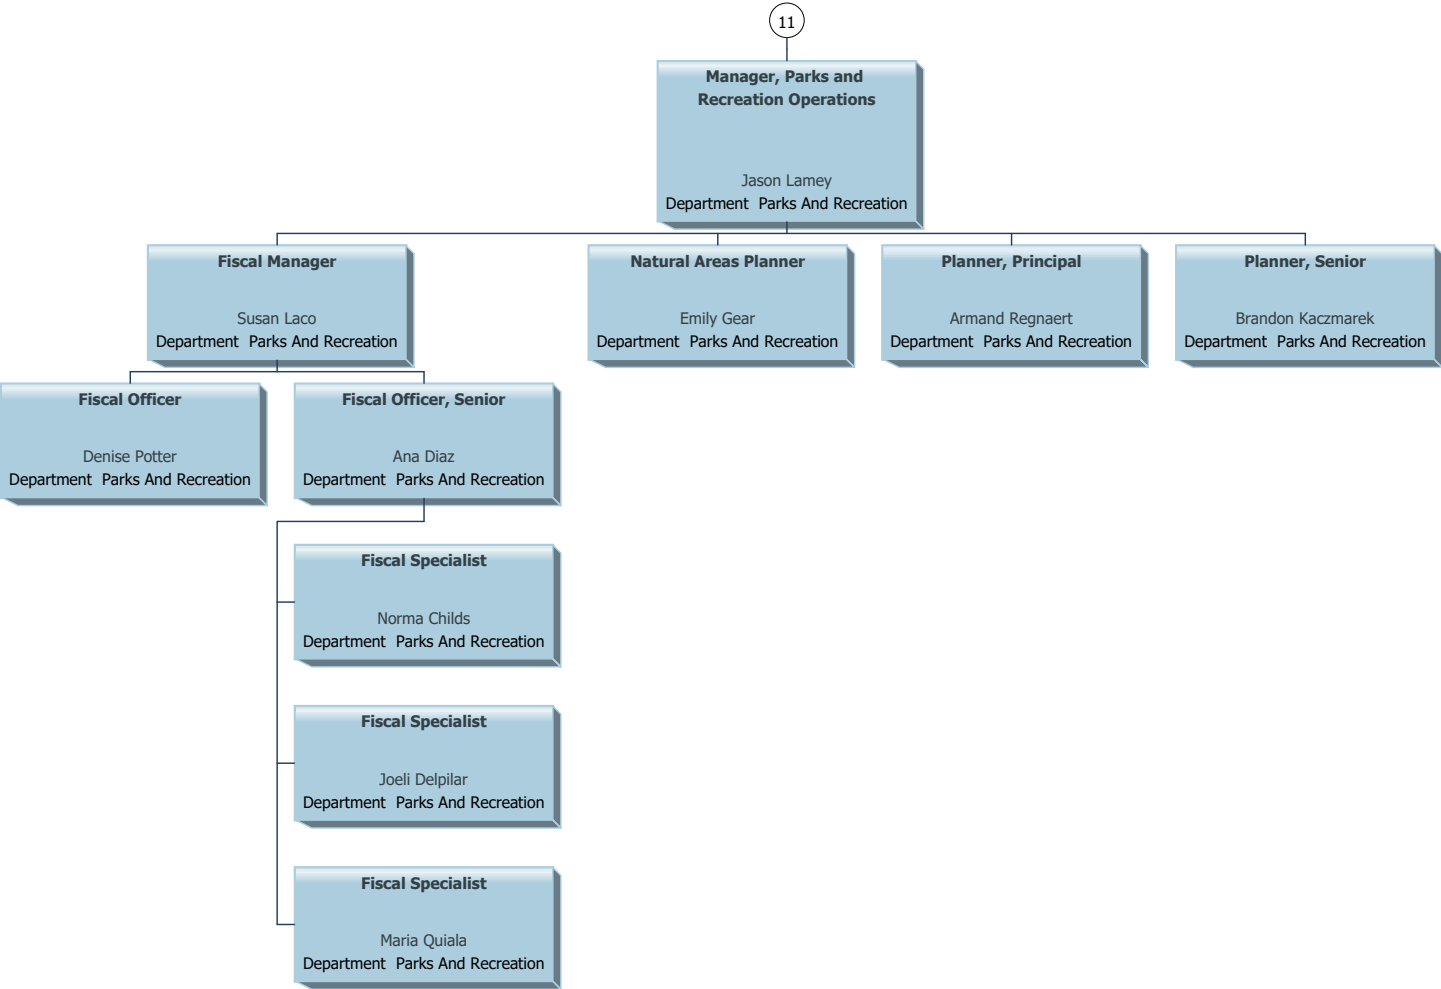 11
Manager, Parks and
Recreation Operations
Jason Lamey
Department  Parks And Recreation
Fiscal Manager
Susan Laco
Department  Parks And Recreation
Natural Areas Planner
Emily Gear
Department  Parks And Recreation
Planner, Principal
Armand Regnaert
Department  Parks And Recreation
Planner, Senior
Brandon Kaczmarek
Department  Parks And Recreation
Fiscal Officer
Denise Potter
Department  Parks And Recreation
Fiscal Officer, Senior
Ana Diaz
Department  Parks And Recreation
Fiscal Specialist
Norma Childs
Department  Parks And Recreation
Fiscal Specialist
Joeli Delpilar
Department  Parks And Recreation
Fiscal Specialist
Maria Quiala
Department  Parks And Recreation